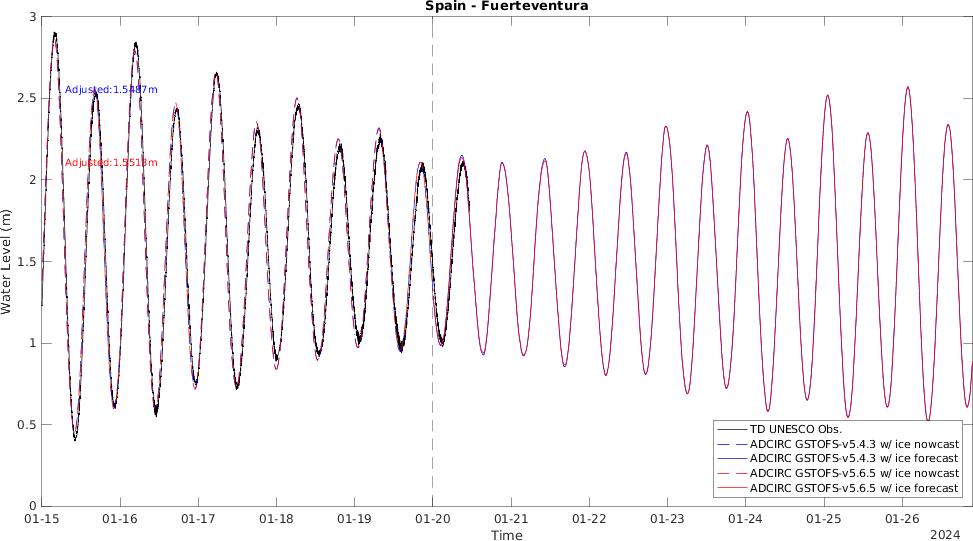 Spain - Fuerteventura
3
2.5
2
1.5
1
0.5
0
Water Level (m)
Adjusted:1.5487m
Adjusted:1.5513m
TD UNESCO Obs.
ADCIRC GSTOFS-v5.4.3 w/ ice nowcast
ADCIRC GSTOFS-v5.4.3 w/ ice forecast
ADCIRC GSTOFS-v5.6.5 w/ ice nowcast
ADCIRC GSTOFS-v5.6.5 w/ ice forecast
01-15 01-16 01-17 01-18 01-19 01-20 01-21 01-22 01-23 01-24 01-25 01-26
Time
2024